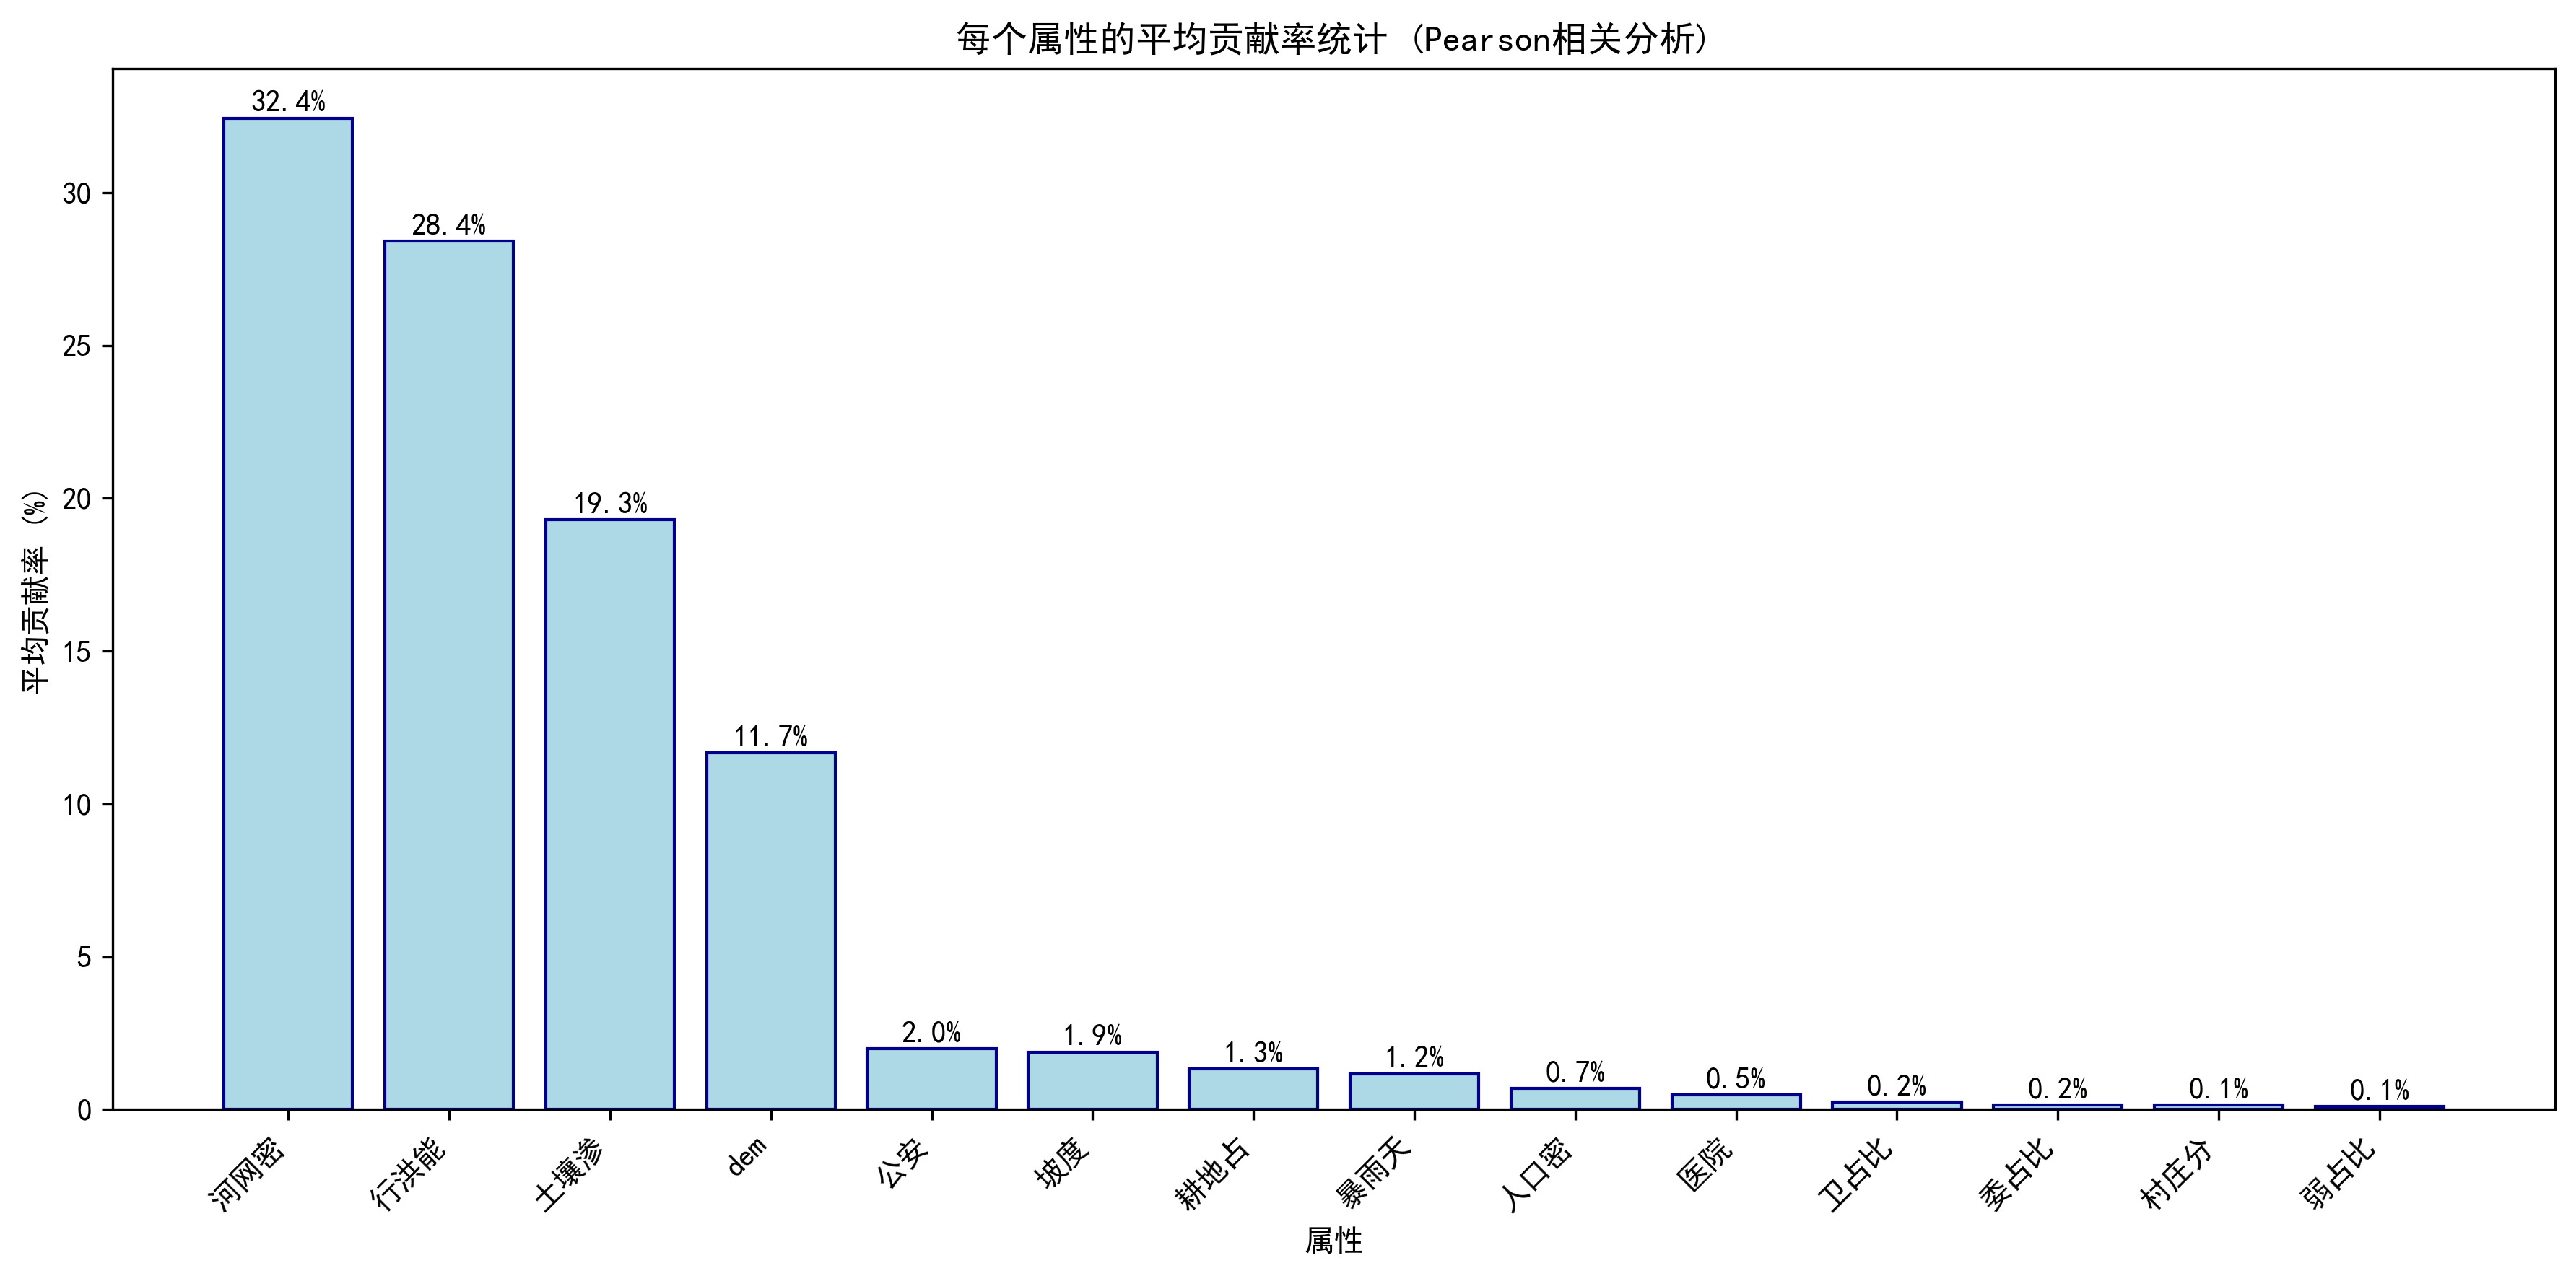 每个属性的平均贡献率统计 (Pearson相关分析)
平均贡献率 (%)
30
25
20
15
10
5
0
32.4%
28.4%
19.3%
11.7%
2.0%
1.9%
1.3%
1.2%
0.7%
0.5%
0.2%
0.2%
0.1%
0.1%
河网密
行洪能
土壤渗
dem
公安
坡度
耕地占
暴雨天
人口密
医院
卫占比
委占比
村庄分
弱占比
属性